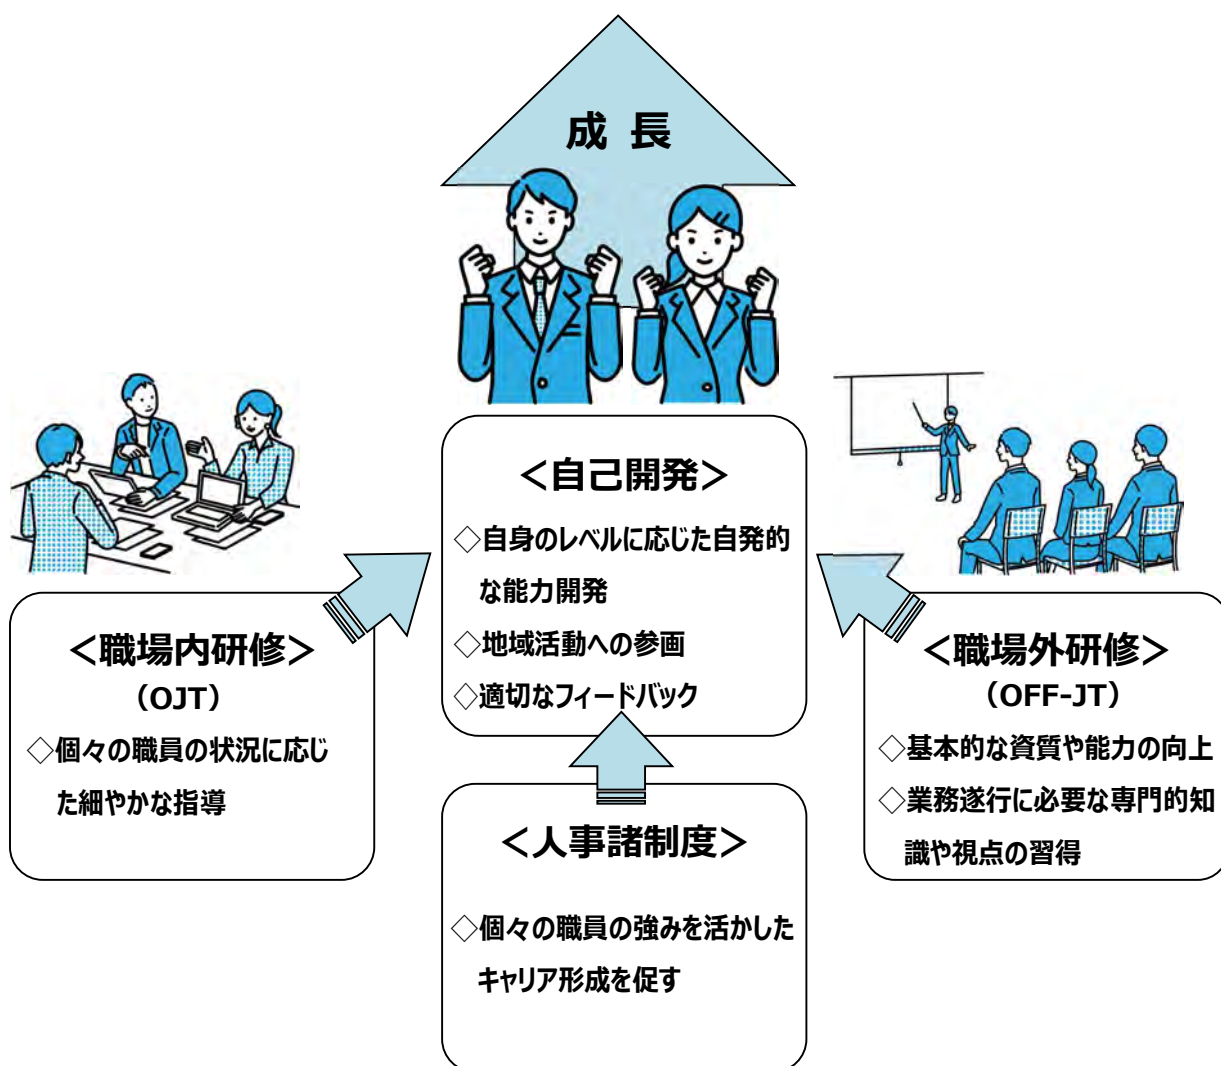 成 長
＜自己開発＞
◇自身のレベルに応じた自発的
な能力開発
◇地域活動への参画
◇適切なフィードバック
＜職場内研修＞
（OJT）
◇個々の職員の状況に応じ
た細やかな指導
＜職場外研修＞
（OFF-JT）
◇基本的な資質や能力の向上
◇業務遂行に必要な専門的知
識や視点の習得
＜人事諸制度＞
◇個々の職員の強みを活かした
キャリア形成を促す